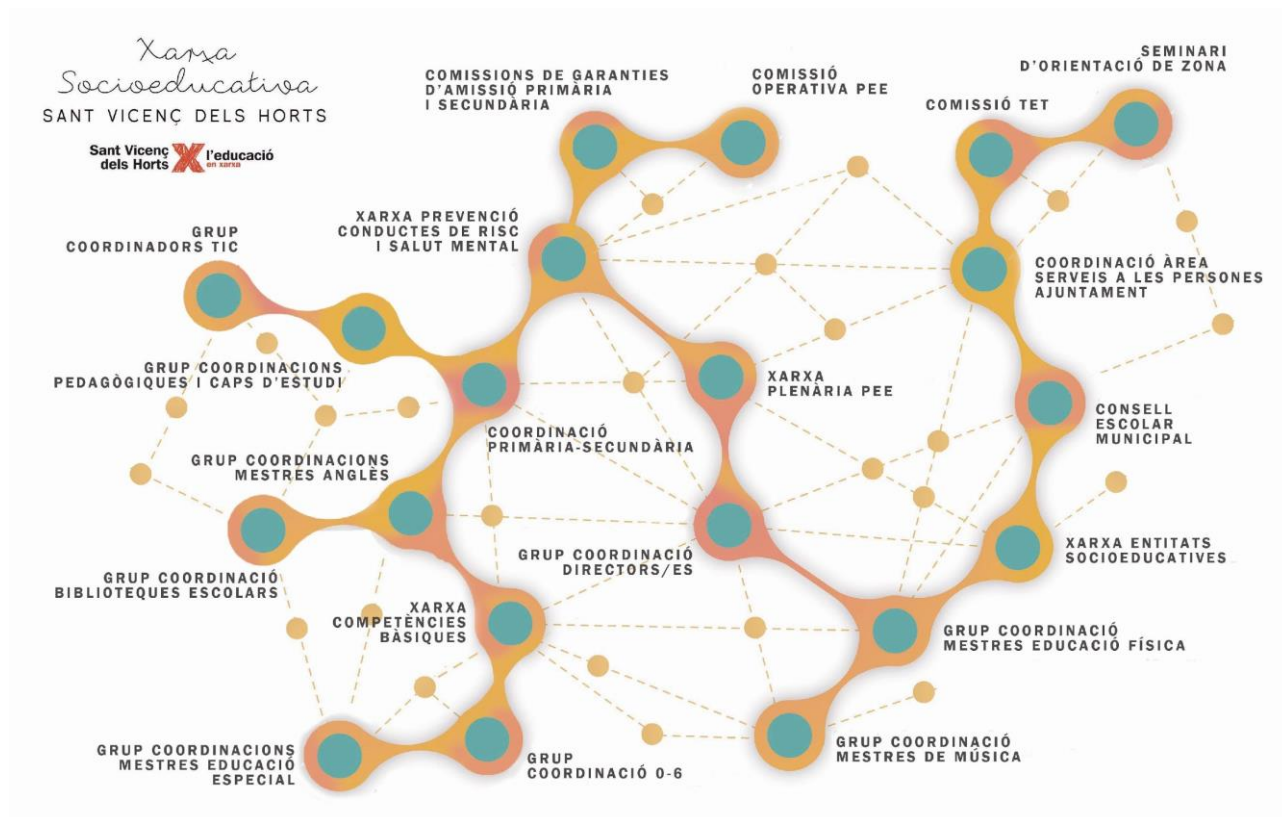 Xarxa
Socioeducativa
SANT VICENÇ DELS HORTS
Sant Vicenç
dels Horts
l'educació
en xarxa
COMISSIONS DE GARANTIES
D'AMISSIÓ PRIMÀRIA
I SECUNDÀRIA
COMISSIÓ
OPERATIVA PEE
SEMINARI
D'ORIENTACIÓ DE ZONA
COMISSIÓ TET
XARXA PREVENCIÓ
CONDUCTES DE RISC
I SALUT MENTAL
GRUP
COORDINADORS TIC
COORDINACIÓ ÀREA
SERVEIS A LES PERSONES
AJUNTAMENT
GRUP COORDINACIONS
PEDAGÒGIQUES I CAPS D'ESTUDI
XARXA
PLENÀRIA PEE
CONSELL
ESCOLAR
MUNICIPAL
COORDINACIÓ
PRIMÀRIA-SECUNDÀRIA
GRUP COORDINACIONS
MESTRES ANGLÈS
GRUP COORDINACIÓ
DIRECTORS/ES
XARXA ENTITATS
SOCIOEDUCATIVES
GRUP COORDINACIÓ
BIBLIOTEQUES ESCOLARS
XARXA
COMPETÈNCIES
BÀSIQUES
GRUP COORDINACIÓ
MESTRES EDUCACIÓ FÍSICA
GRUP COORDINACIONS
MESTRES EDUCACIÓ
ESPECIAL
GRUP
COORDINACIÓ 0-6
GRUP COORDINACIÓ
MESTRES DE MÚSICA